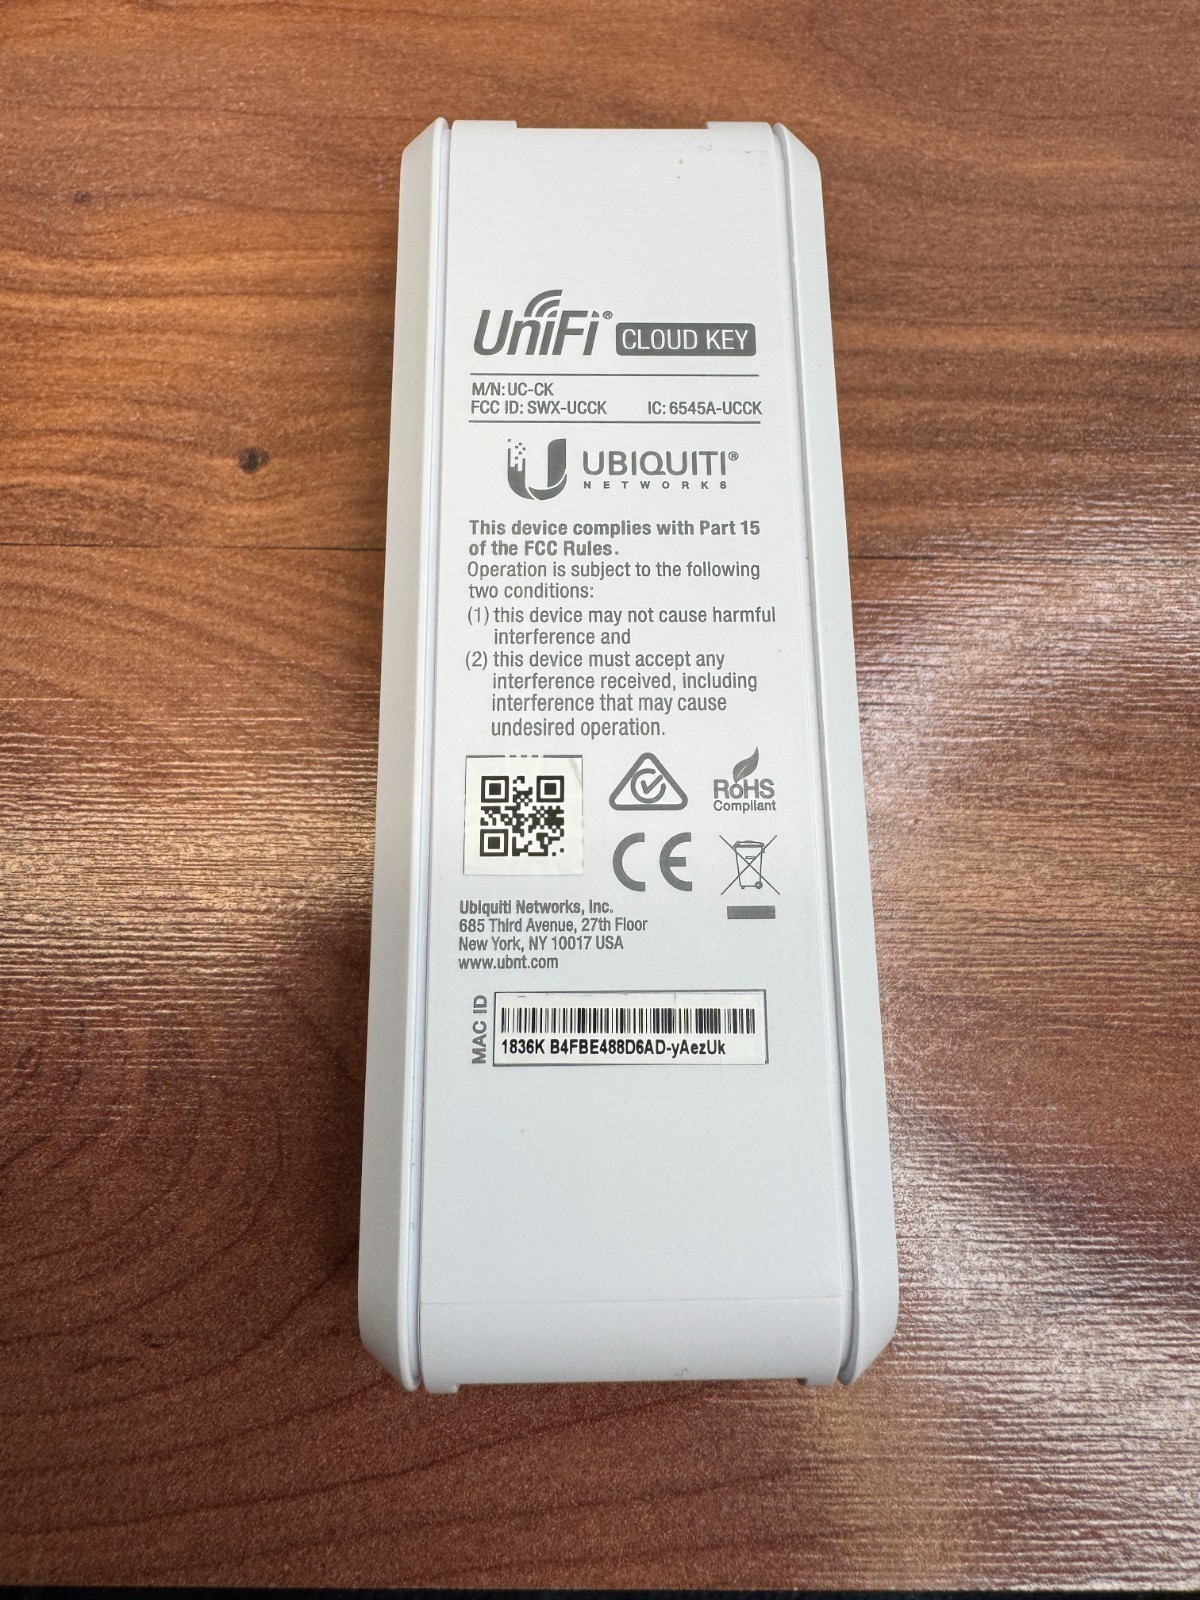 UniFi® CLOUD KEY
M/N: UC-CK
FCC ID: SWX-UCCK IC: 6545A-UCCK
UBIQUITI®
NETWORKS
This device complies with Part 15
of the FCC Rules.
Operation is subject to the following
two conditions:
(1) this device may not cause harmful
interference and
(2) this device must accept any
interference received, including
interference that may cause
undesired operation.
RoHS
Compliant
CE
Ubiquiti Networks, Inc.
685 Third Avenue, 27th Floor
New York, NY 10017 USA
www.ubnt.com
MAC ID
1836K B4FBE488D6AD-yAezUk